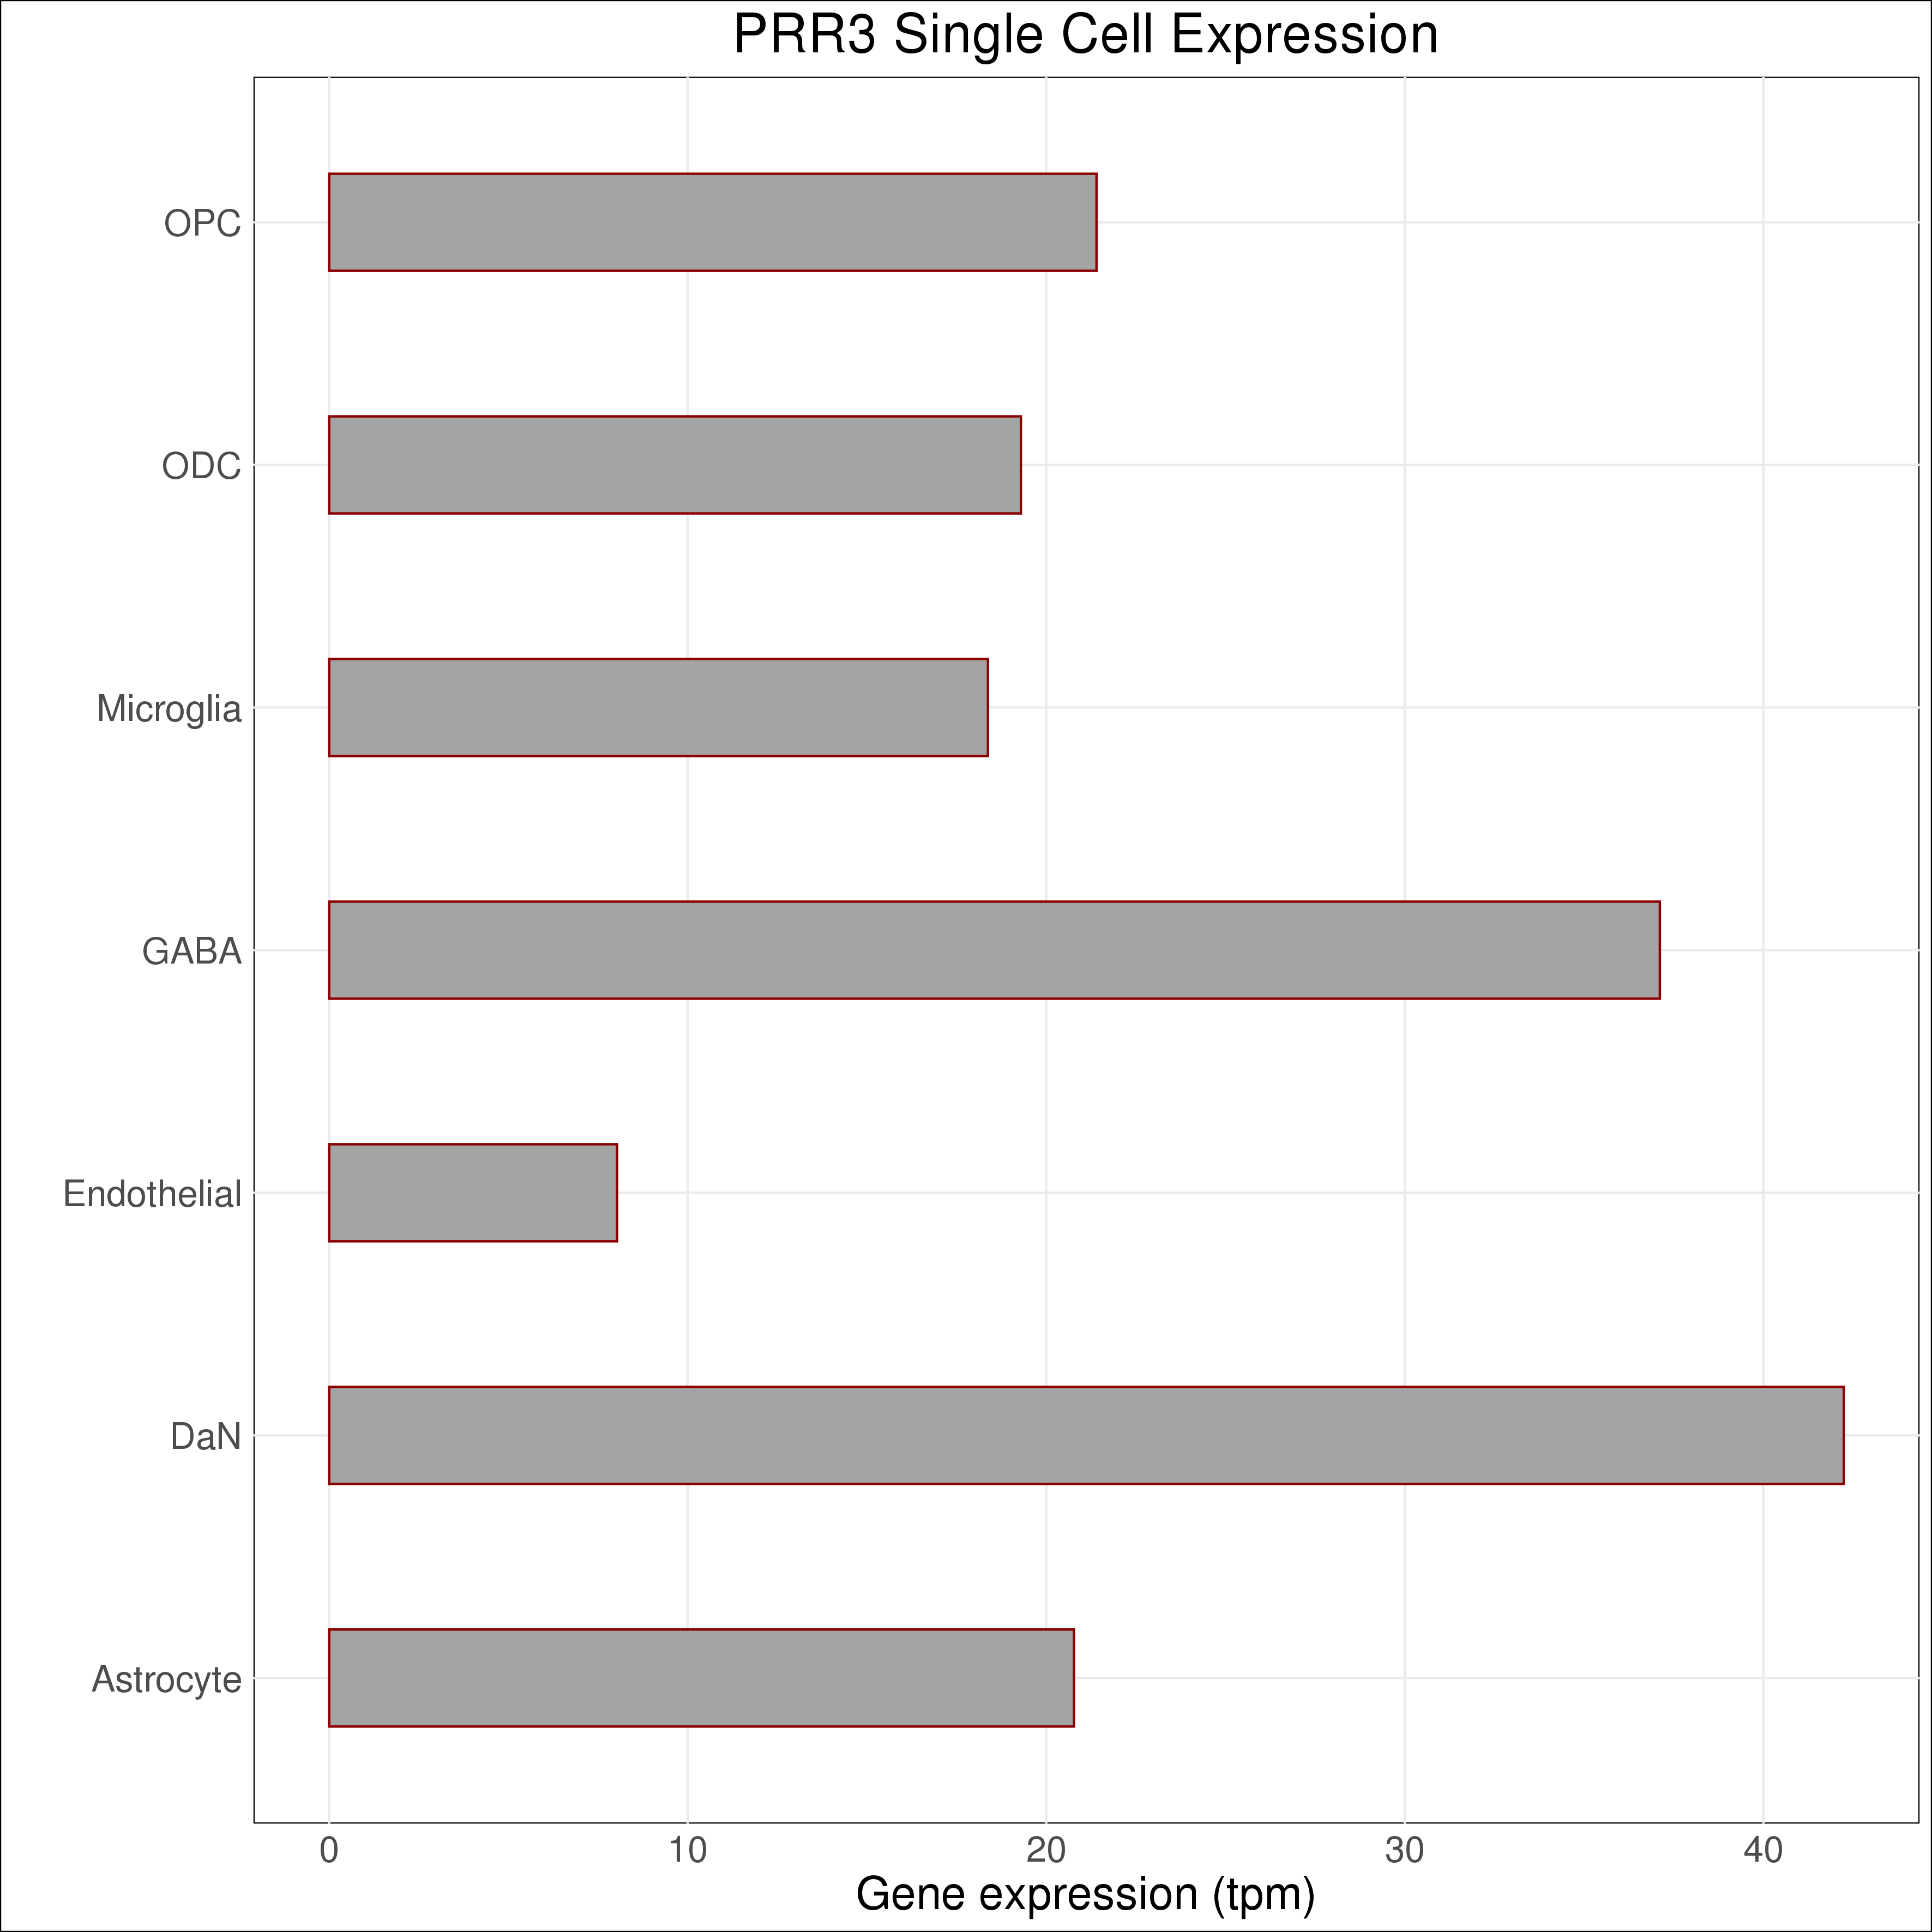 PRR3 Single Cell Expression
OPC
ODC
Microglia
GABA
Endothelial
DaN
Astrocyte
0 10 20 30 40
Gene expression (tpm)